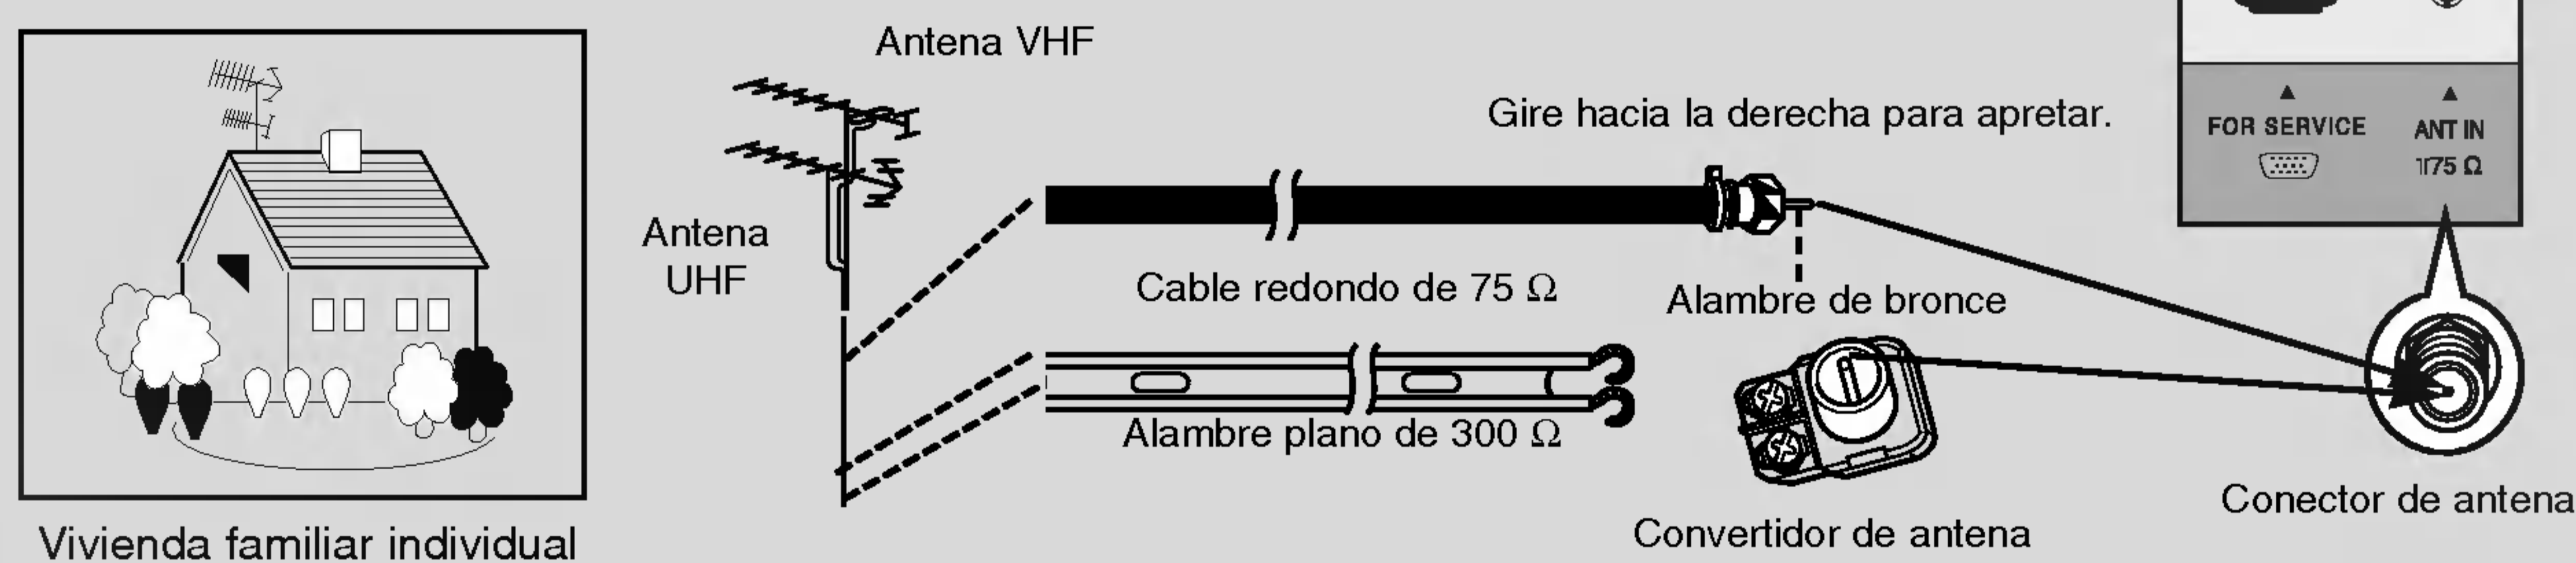 Antena VHF
Gire hacia la derecha para apretar.
FOR SERVICE
ANT IN
75 Ω
Antena
UHF
Cable redondo de 75 Ω
Alambre de bronce
Alambre plano de 300 Ω
Conector de antena
Convertidor de antena
Vivienda familiar individual